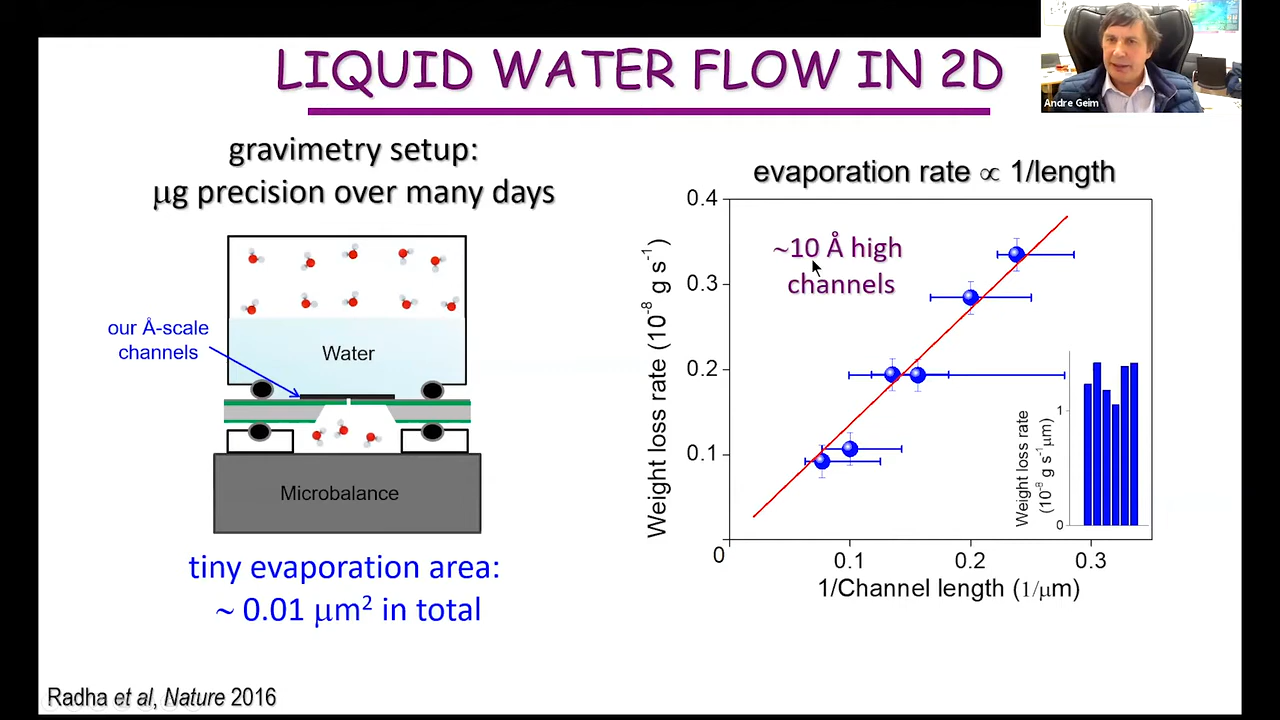 LIQUID WATER FLOW IN 2D
Andre Geim
gravimetry setup:
μg precision over many days
our Å-scale
channels
Water
Microbalance
tiny evaporation area:
~ 0.01 μm² in total
evaporation rate ∝ 1/length
~10 Å high
channels
Weight loss rate (10⁻⁸ g s⁻¹)
0.4
0.3
0.2
0.1
0
0.1
0.2
0.3
1/Channel length (1/μm)
Weight loss rate
(10⁻⁸ g s⁻¹μm)
1
0
Radha et al, Nature 2016